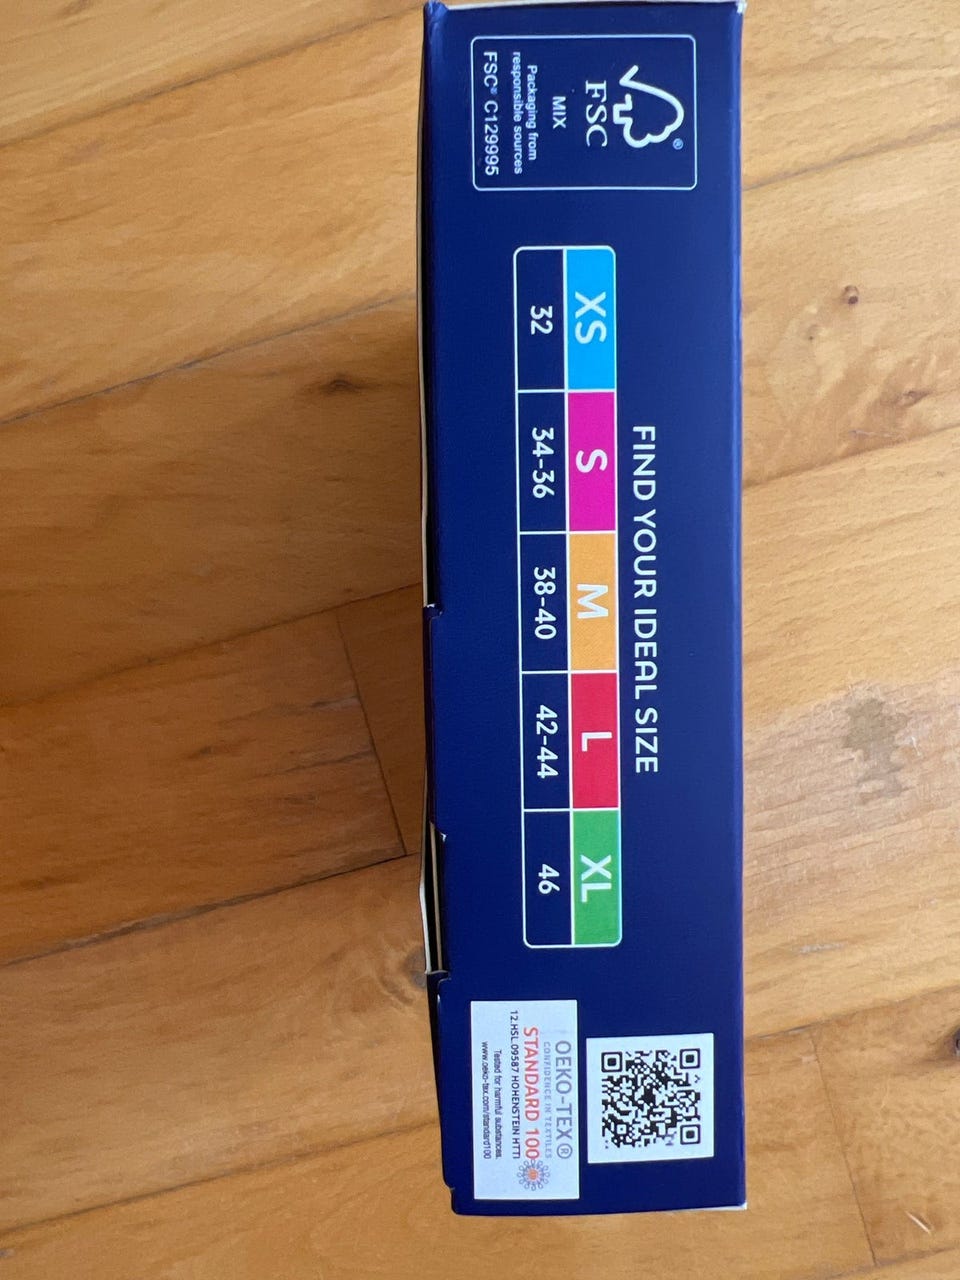 FSC®
MIX
Packaging from
responsible sources
FSC® C129995
FIND YOUR IDEAL SIZE
XS S M L XL
32 34-36 38-40 42-44 46
OEKO-TEX®
CONFIDENCE IN TEXTILES
STANDARD 100
12.HSL.09587 HOHENSTEIN HTTI
Tested for harmful substances.
www.oeko-tex.com/standard100